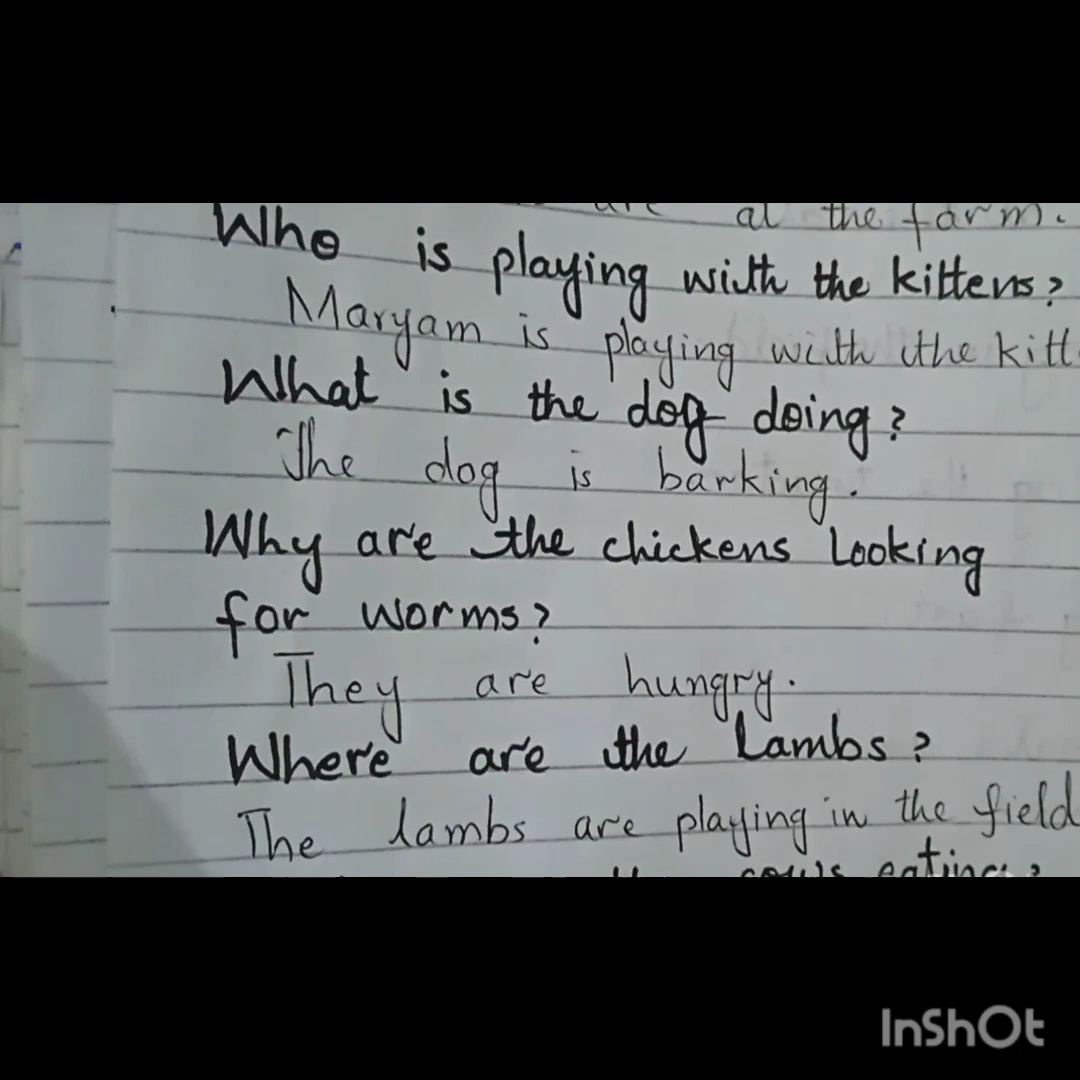 at the farm.
Who is playing with the kittens?
Maryam is playing with the kitt
What is the dog doing?
The dog is barking.
Why are the chickens looking
for worms?
They are hungry.
Where are the lambs?
The lambs are playing in the field
cows eating?
InShOt